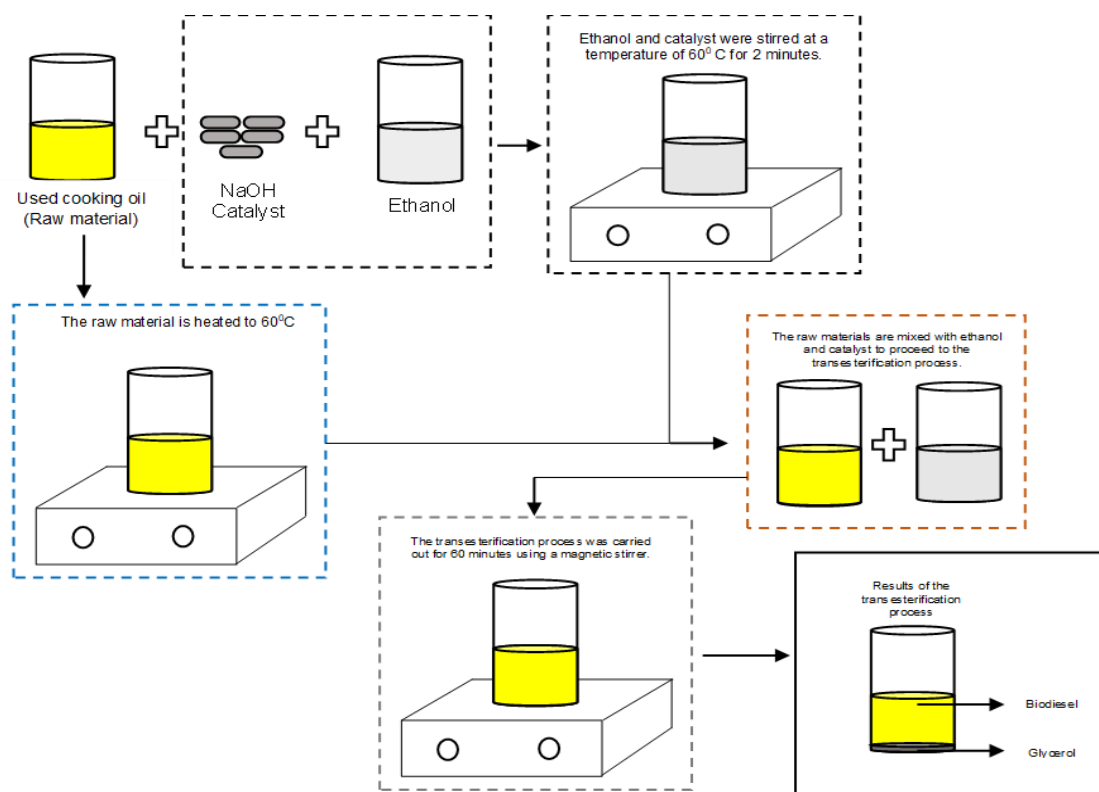 Used cooking oil
(Raw material)
NaOH
Catalyst
Ethanol
Ethanol and catalyst were stirred at a
temperature of 60⁰ C for 2 minutes.
The raw material is heated to 60⁰C
The raw materials are mixed with ethanol
and catalyst to proceed to the
transesterification process.
The transesterification process was carried
out for 60 minutes using a magnetic stirrer.
Results of the
transesterification
process
Biodiesel
Glycerol